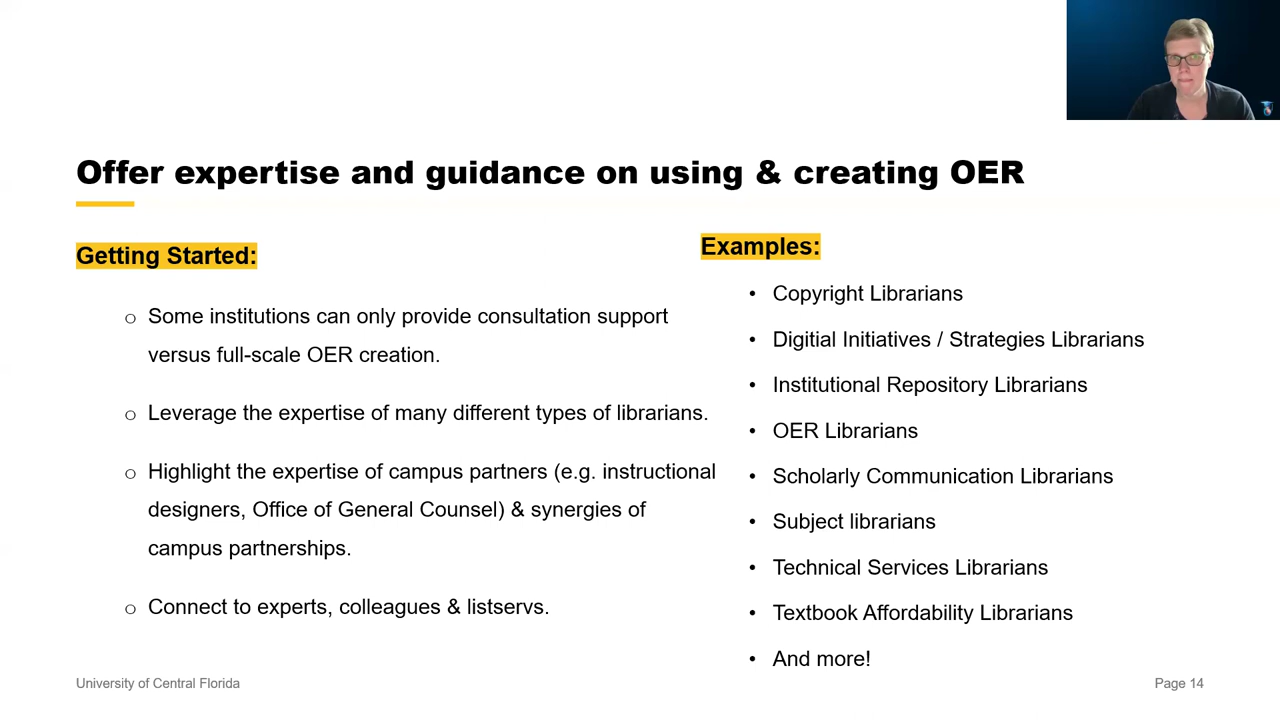 Offer expertise and guidance on using & creating OER
Getting Started:
○ Some institutions can only provide consultation support
versus full-scale OER creation.
○ Leverage the expertise of many different types of librarians.
○ Highlight the expertise of campus partners (e.g. instructional
designers, Office of General Counsel) & synergies of
campus partnerships.
○ Connect to experts, colleagues & listservs.
Examples:
• Copyright Librarians
• Digitial Initiatives / Strategies Librarians
• Institutional Repository Librarians
• OER Librarians
• Scholarly Communication Librarians
• Subject librarians
• Technical Services Librarians
• Textbook Affordability Librarians
• And more!
University of Central Florida
Page 14